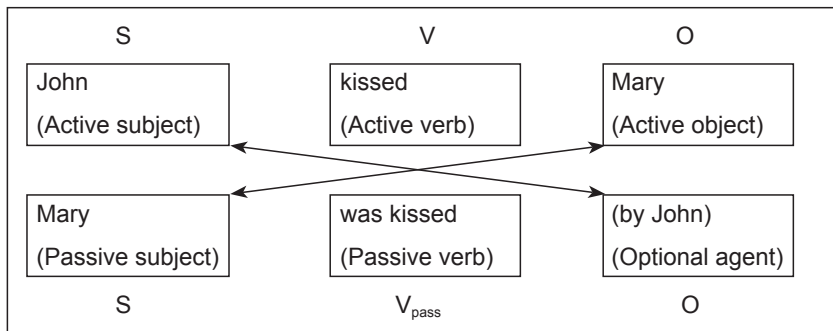 S V O
John kissed Mary
(Active subject) (Active verb) (Active object)
Mary was kissed (by John)
(Passive subject) (Passive verb) (Optional agent)
S Vpass O